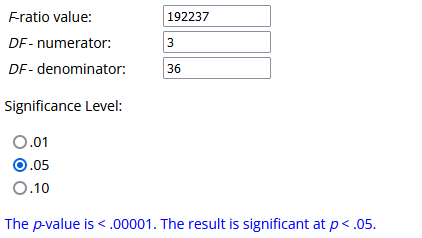 F-ratio value: 192237
DF - numerator: 3
DF - denominator: 36
Significance Level:
.01
.05
.10
The p-value is < .00001. The result is significant at p < .05.